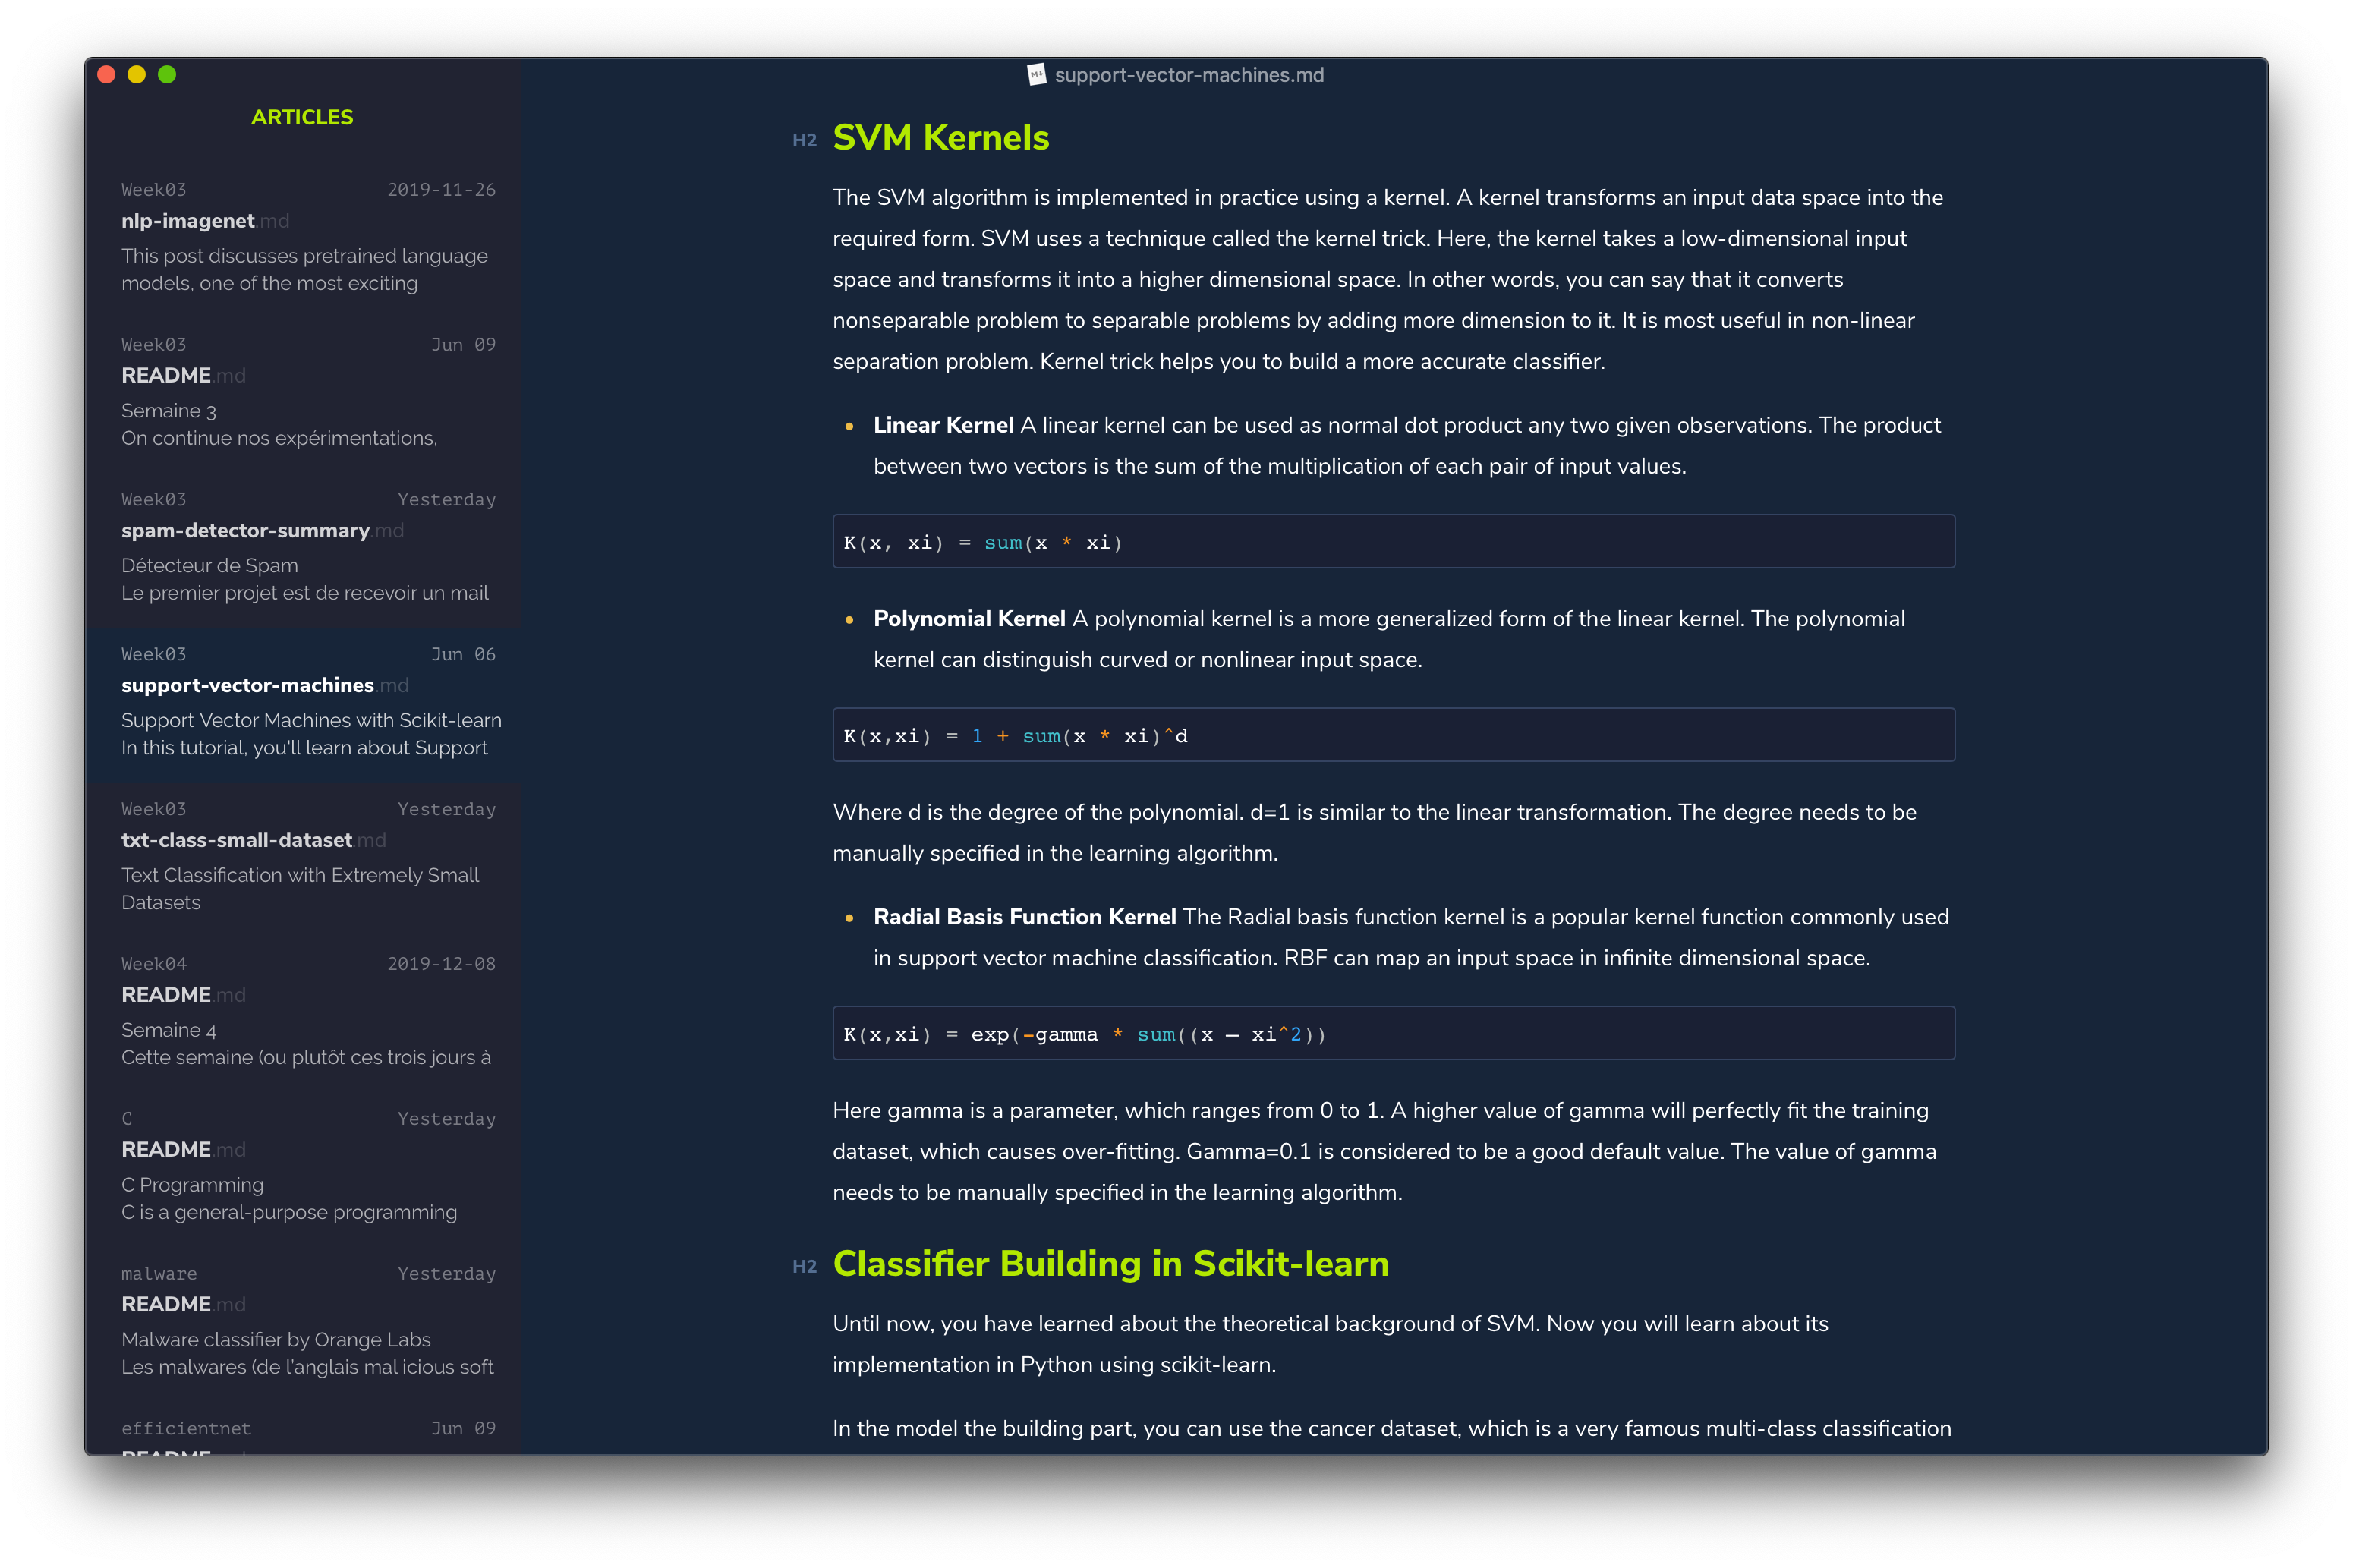 support-vector-machines.md
ARTICLES
Week03 2019-11-26
nlp-imagenet.md
This post discusses pretrained language
models, one of the most exciting
Week03 Jun 09
README.md
Semaine 3
On continue nos expérimentations,
Week03 Yesterday
spam-detector-summary.md
Détecteur de Spam
Le premier projet est de recevoir un mail
Week03 Jun 06
support-vector-machines.md
Support Vector Machines with Scikit-learn
In this tutorial, you'll learn about Support
Week03 Yesterday
txt-class-small-dataset.md
Text Classification with Extremely Small
Datasets
Week04 2019-12-08
README.md
Semaine 4
Cette semaine (ou plutôt ces trois jours à
C Yesterday
README.md
C Programming
C is a general-purpose programming
malware Yesterday
README.md
Malware classifier by Orange Labs
Les malwares (de l'anglais mal icious soft
efficientnet Jun 09
README.md
H2 SVM Kernels
The SVM algorithm is implemented in practice using a kernel. A kernel transforms an input data space into the
required form. SVM uses a technique called the kernel trick. Here, the kernel takes a low-dimensional input
space and transforms it into a higher dimensional space. In other words, you can say that it converts
nonseparable problem to separable problems by adding more dimension to it. It is most useful in non-linear
separation problem. Kernel trick helps you to build a more accurate classifier.
• Linear Kernel A linear kernel can be used as normal dot product any two given observations. The product
between two vectors is the sum of the multiplication of each pair of input values.
K(x, xi) = sum(x * xi)
• Polynomial Kernel A polynomial kernel is a more generalized form of the linear kernel. The polynomial
kernel can distinguish curved or nonlinear input space.
K(x,xi) = 1 + sum(x * xi)^d
Where d is the degree of the polynomial. d=1 is similar to the linear transformation. The degree needs to be
manually specified in the learning algorithm.
• Radial Basis Function Kernel The Radial basis function kernel is a popular kernel function commonly used
in support vector machine classification. RBF can map an input space in infinite dimensional space.
K(x,xi) = exp(-gamma * sum((x – xi^2))
Here gamma is a parameter, which ranges from 0 to 1. A higher value of gamma will perfectly fit the training
dataset, which causes over-fitting. Gamma=0.1 is considered to be a good default value. The value of gamma
needs to be manually specified in the learning algorithm.
H2 Classifier Building in Scikit-learn
Until now, you have learned about the theoretical background of SVM. Now you will learn about its
implementation in Python using scikit-learn.
In the model the building part, you can use the cancer dataset, which is a very famous multi-class classification